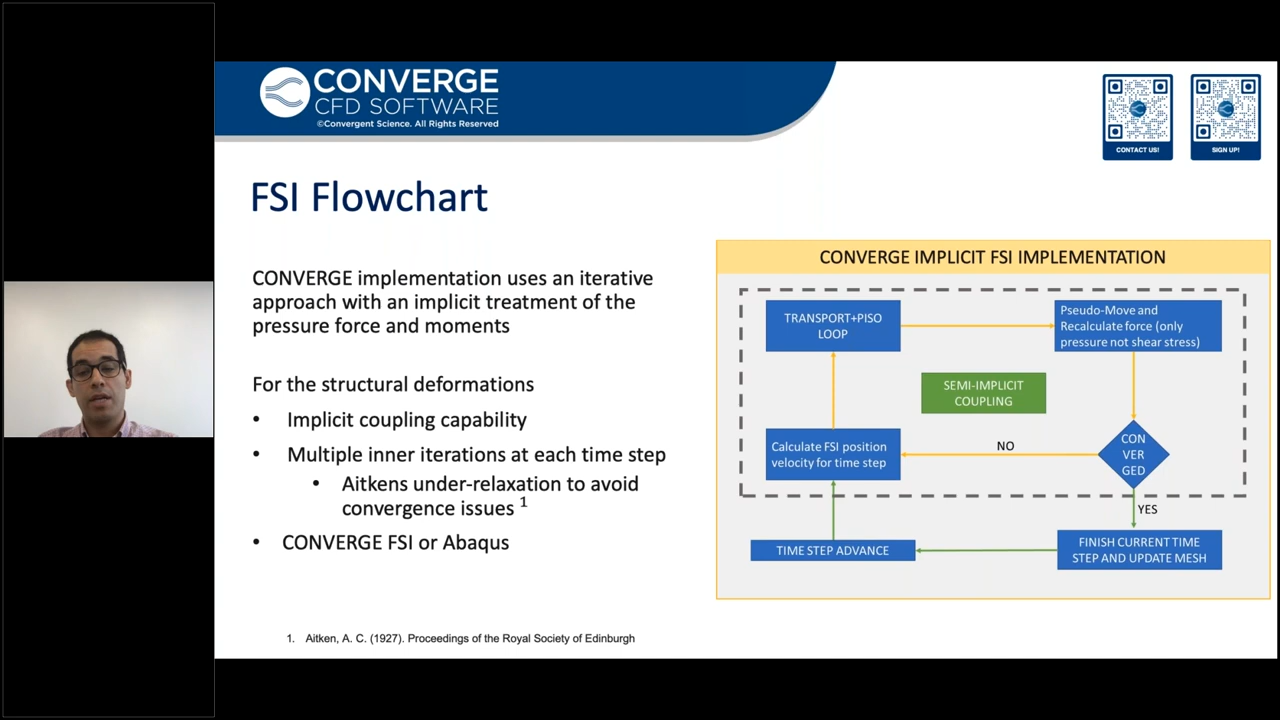 CONVERGE
CFD SOFTWARE
©Convergent Science. All Rights Reserved
CONTACT US!
SIGN UP!
FSI Flowchart
CONVERGE implementation uses an iterative
approach with an implicit treatment of the
pressure force and moments
For the structural deformations
• Implicit coupling capability
• Multiple inner iterations at each time step
• Aitkens under-relaxation to avoid
convergence issues 1
• CONVERGE FSI or Abaqus
1. Aitken, A. C. (1927). Proceedings of the Royal Society of Edinburgh
CONVERGE IMPLICIT FSI IMPLEMENTATION
TRANSPORT+PISO
LOOP
Pseudo-Move and
Recalculate force (only
pressure not shear stress)
SEMI-IMPLICIT
COUPLING
Calculate FSI position
velocity for time step
NO
CON
VER
GED
YES
TIME STEP ADVANCE
FINISH CURRENT TIME
STEP AND UPDATE MESH